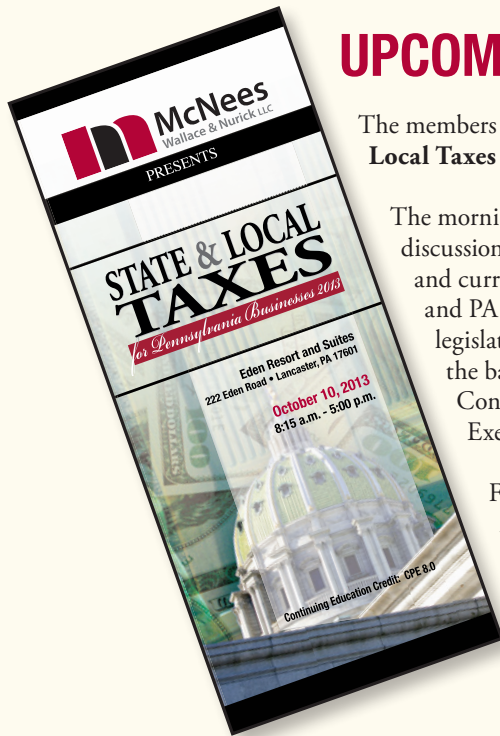 McNees
Wallace & Nurick LLC
PRESENTS
STATE & LOCAL
TAXES
for Pennsylvania Businesses 2013
Eden Resort and Suites
222 Eden Road • Lancaster, PA 17601
October 10, 2013
8:15 a.m. - 5:00 p.m.
Continuing Education Credit: CPE 8.0
UPCOM
The members
Local Taxes
The morni
discussion
and curr
and PA
legislat
the ba
Con
Exe
F